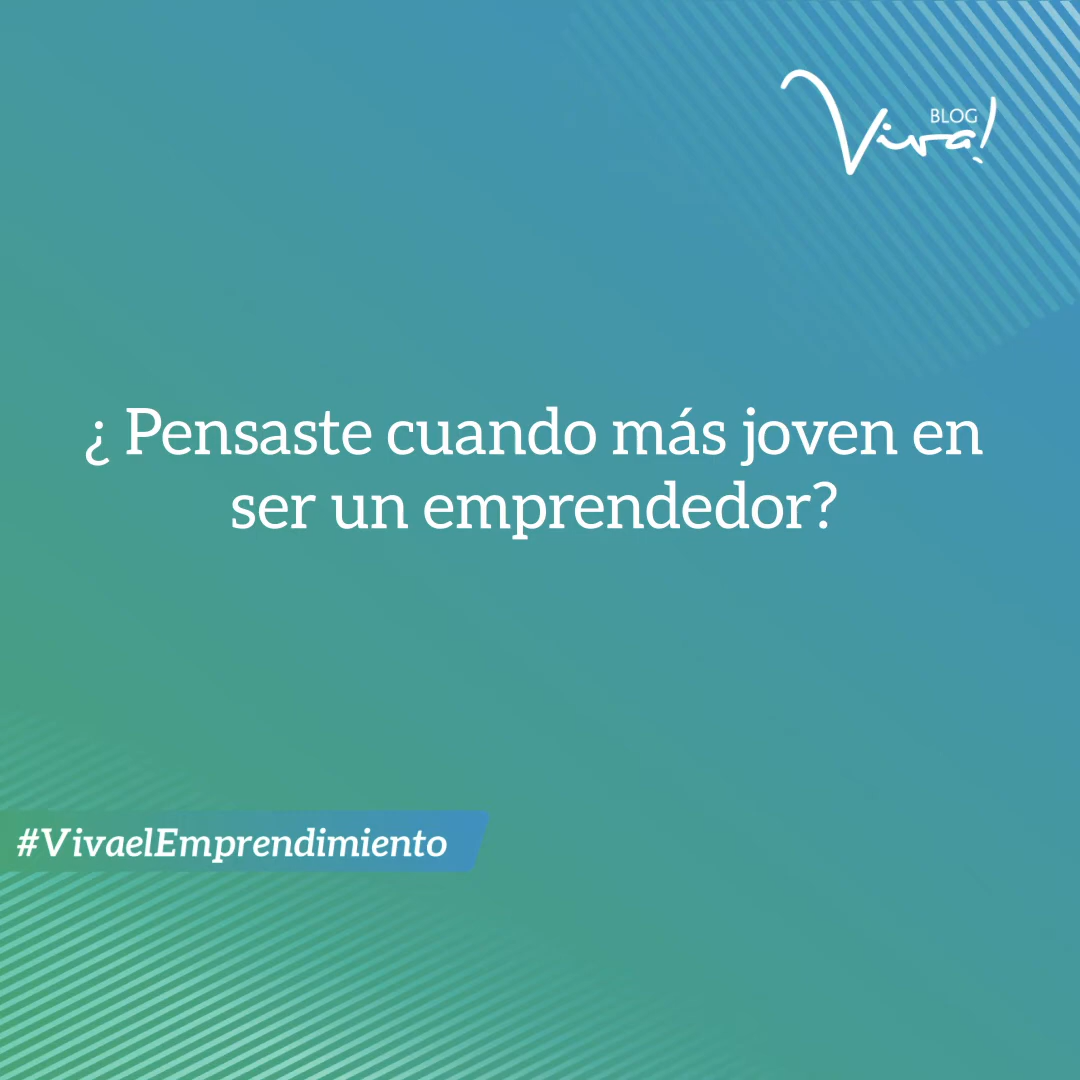 BLOG
Viva!
¿ Pensaste cuando más joven en
ser un emprendedor?
#VivaelEmprendimiento